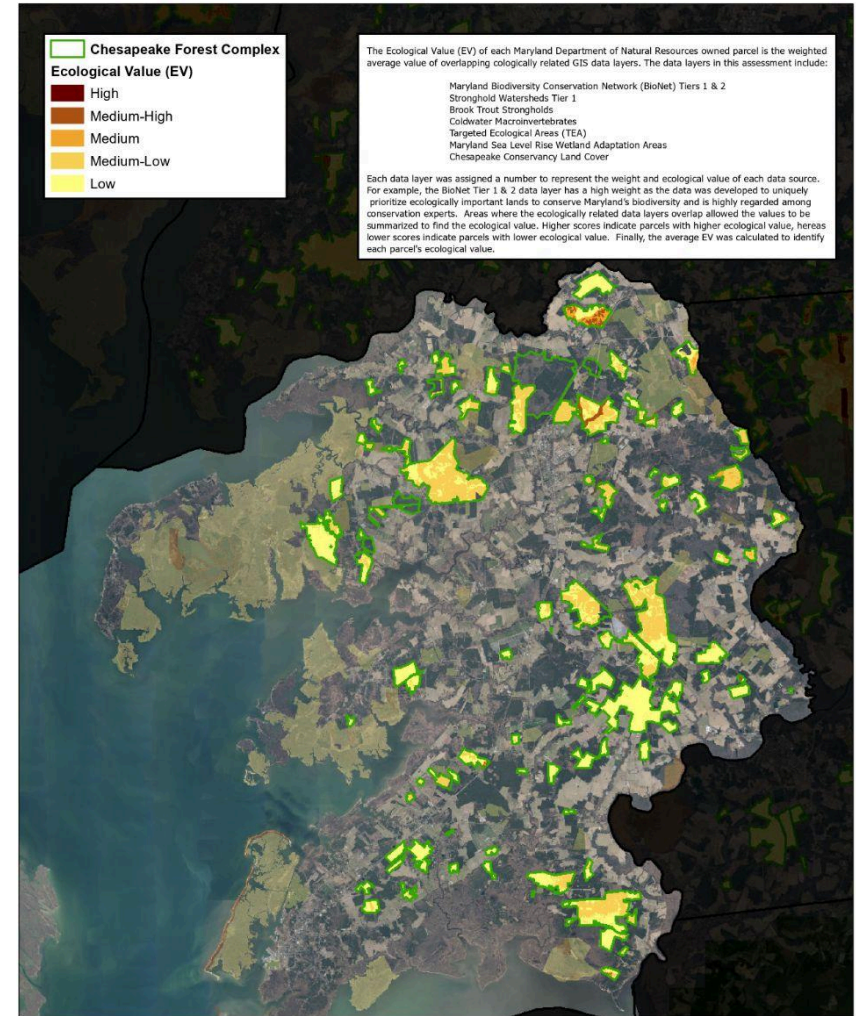 Chesapeake Forest Complex
Ecological Value (EV)
High
Medium-High
Medium
Medium-Low
Low
The Ecological Value (EV) of each Maryland Department of Natural Resources owned parcel is the weighted
average value of overlapping cologically related GIS data layers. The data layers in this assessment include:
Maryland Biodiversity Conservation Network (BioNet) Tiers 1 & 2
Stronghold Watersheds Tier 1
Brook Trout Strongholds
Coldwater Macroinvertebrates
Targeted Ecological Areas (TEA)
Maryland Sea Level Rise Wetland Adaptation Areas
Chesapeake Conservancy Land Cover
Each data layer was assigned a number to represent the weight and ecological value of each data source.
For example, the BioNet Tier 1 & 2 data layer has a high weight as the data was developed to uniquely
prioritize ecologically important lands to conserve Maryland's biodiversity and is highly regarded among
conservation experts. Areas where the ecologically related data layers overlap allowed the values to be
summarized to find the ecological value. Higher scores indicate parcels with higher ecological value, hereas
lower scores indicate parcels with lower ecological value. Finally, the average EV was calculated to identify
each parcel's ecological value.